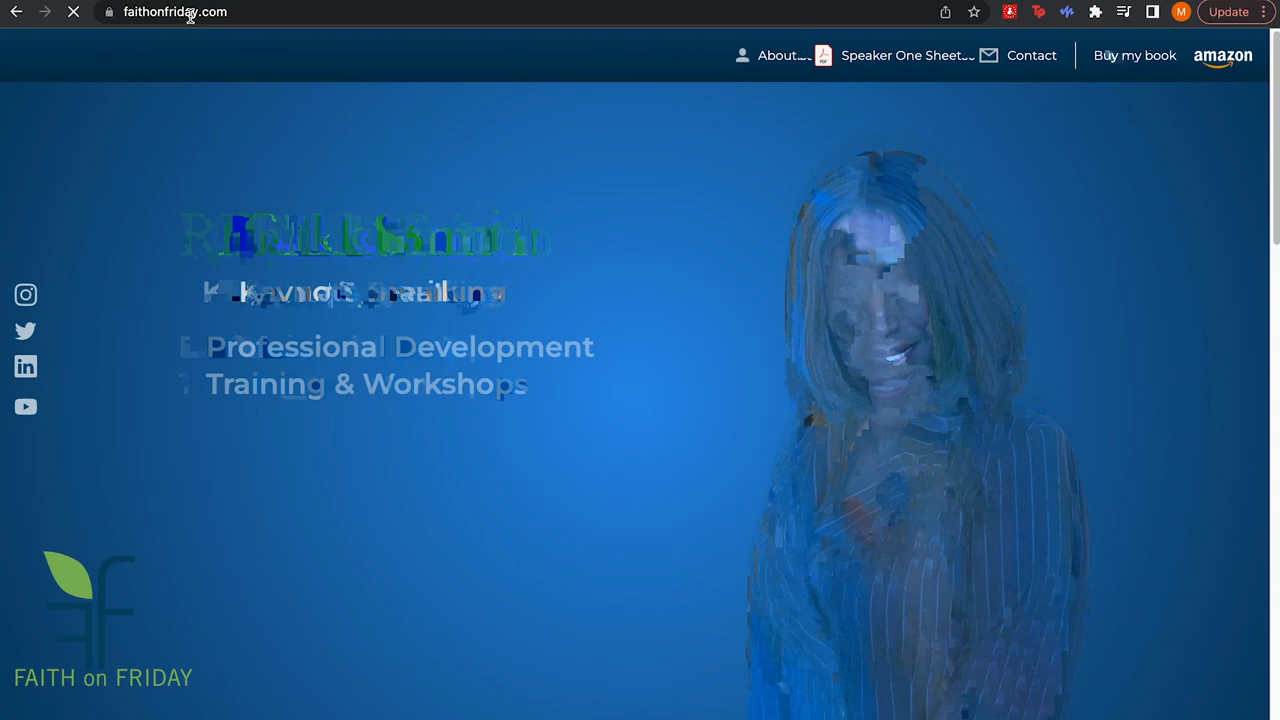 faithonfriday.com
M
Update
About
Speaker One Sheet
Contact
Buy my book
amazon
Professional Development
Training & Workshops
FAITH on FRIDAY